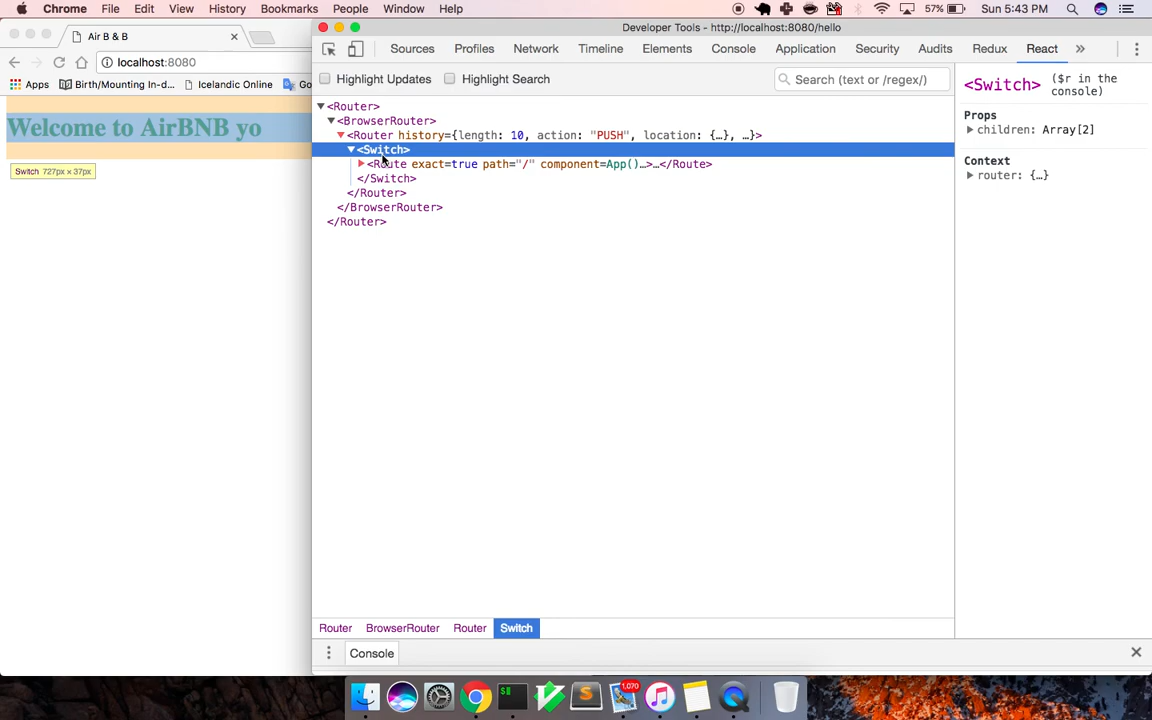 Chrome File Edit View History Bookmarks People Window Help 57% Sun 5:43 PM
Developer Tools - http://localhost:8080/hello
Air B & B
Sources Profiles Network Timeline Elements Console Application Security Audits Redux React »
localhost:8080
Apps Birth/Mounting In-d... Icelandic Online Go
Highlight Updates Highlight Search Search (text or /regex/)
<Switch> ($r in the
console)
Props
children: Array[2]
Context
router: {…}
Welcome to AirBNB yo
Switch 727px × 37px
<Router>
<BrowserRouter>
<Router history={length: 10, action: "PUSH", location: {…}, …}>
<Switch>
<Route exact=true path="/" component=App()…>…</Route>
</Switch>
</Router>
</BrowserRouter>
</Router>
Router BrowserRouter Router Switch
Console
1,070